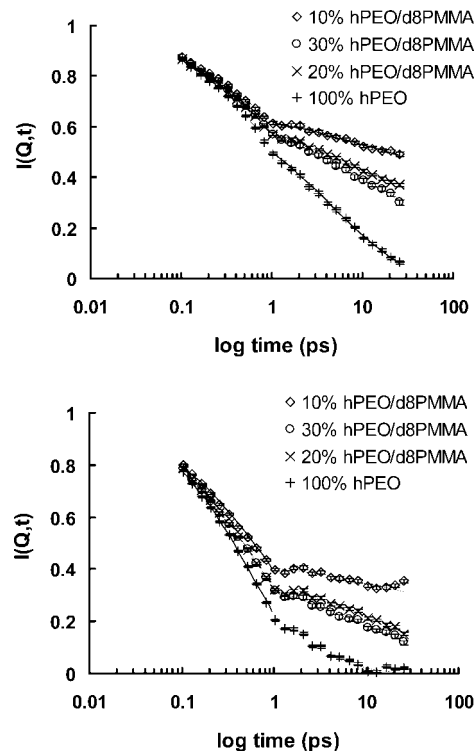 ◇ 10% hPEO/d8PMMA
○ 30% hPEO/d8PMMA
× 20% hPEO/d8PMMA
+ 100% hPEO
I(Q,t)
1
0.8
0.6
0.4
0.2
0
0.01 0.1 1 10 100
log time (ps)
◇ 10% hPEO/d8PMMA
○ 30% hPEO/d8PMMA
× 20% hPEO/d8PMMA
+ 100% hPEO
I(Q,t)
1
0.8
0.6
0.4
0.2
0
0.01 0.1 1 10 100
log time (ps)